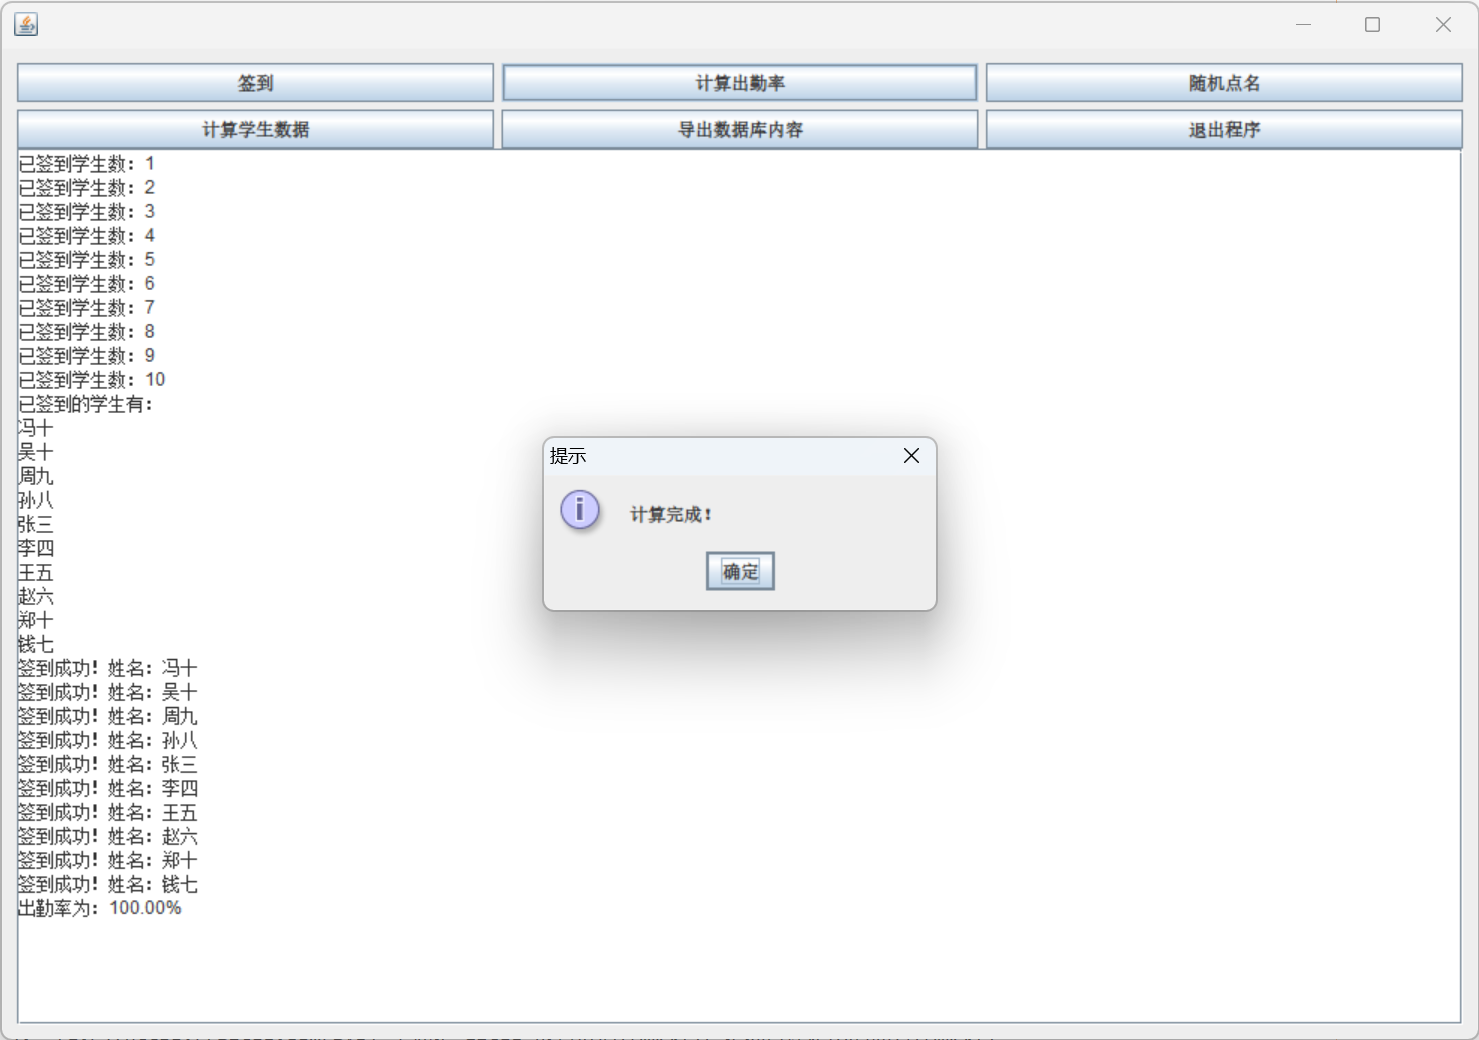 签到
计算出勤率
随机点名
计算学生数据
导出数据库内容
退出程序
已签到学生数：1
已签到学生数：2
已签到学生数：3
已签到学生数：4
已签到学生数：5
已签到学生数：6
已签到学生数：7
已签到学生数：8
已签到学生数：9
已签到学生数：10
已签到的学生有：
冯十
吴十
周九
孙八
张三
李四
王五
赵六
郑十
钱七
签到成功！姓名：冯十
签到成功！姓名：吴十
签到成功！姓名：周九
签到成功！姓名：孙八
签到成功！姓名：张三
签到成功！姓名：李四
签到成功！姓名：王五
签到成功！姓名：赵六
签到成功！姓名：郑十
签到成功！姓名：钱七
出勤率为：100.00%
提示
计算完成！
确定